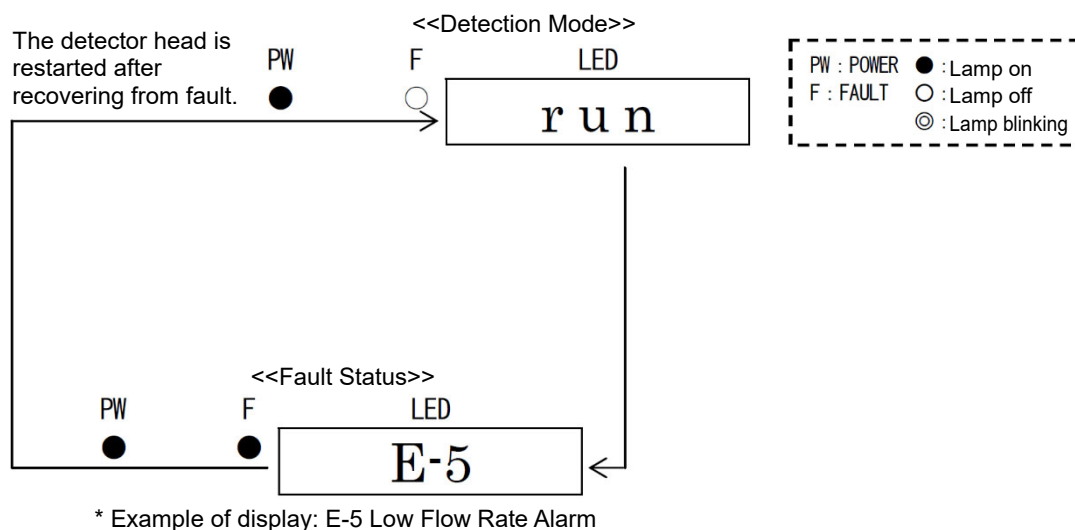 <<Detection Mode>>
The detector head is
restarted after
recovering from fault.
PW F LED
run
PW : POWER ● : Lamp on
F : FAULT ○ : Lamp off
◎ : Lamp blinking
<<Fault Status>>
PW F LED
E-5
* Example of display: E-5 Low Flow Rate Alarm